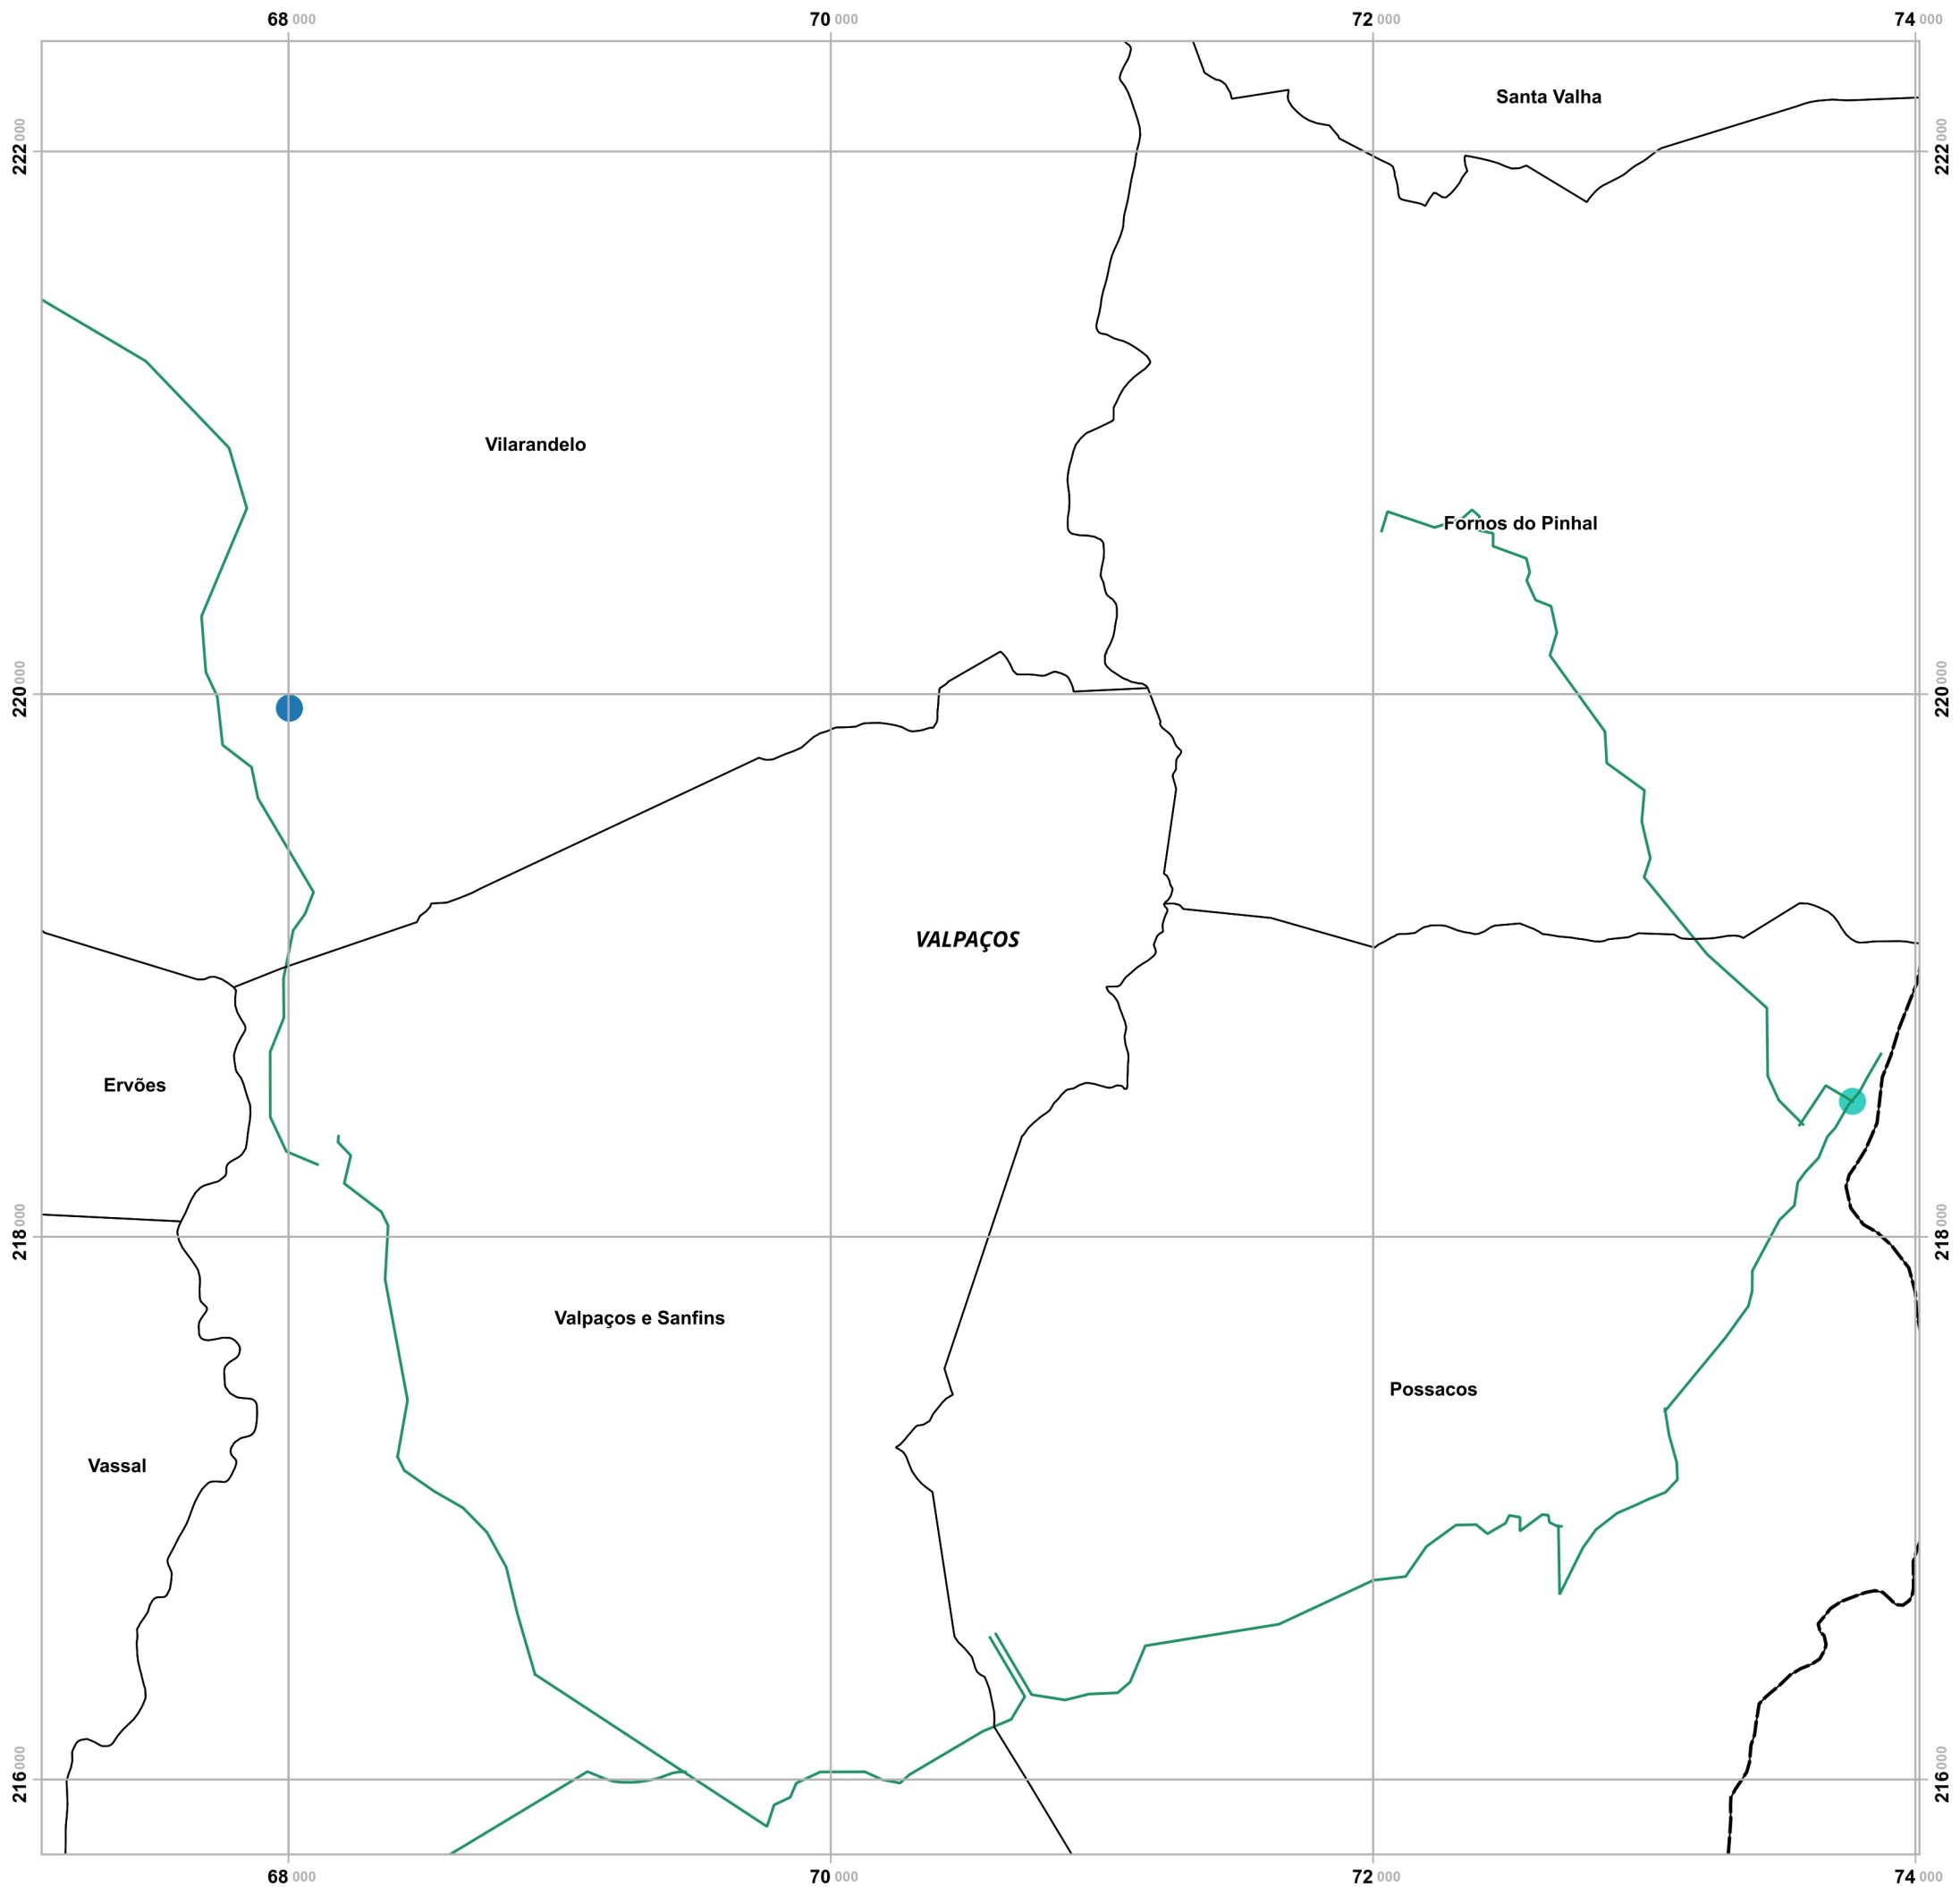 68 000 70 000 72 000 74 000
Santa Valha
222 000 222 000
Vilarandelo
Fornos do Pinhal
220 000 220 000
VALPAÇOS
Ervões
218 000 218 000
Valpaços e Sanfins
Possacos
Vassal
216 000 216 000
68 000 70 000 72 000 74 000